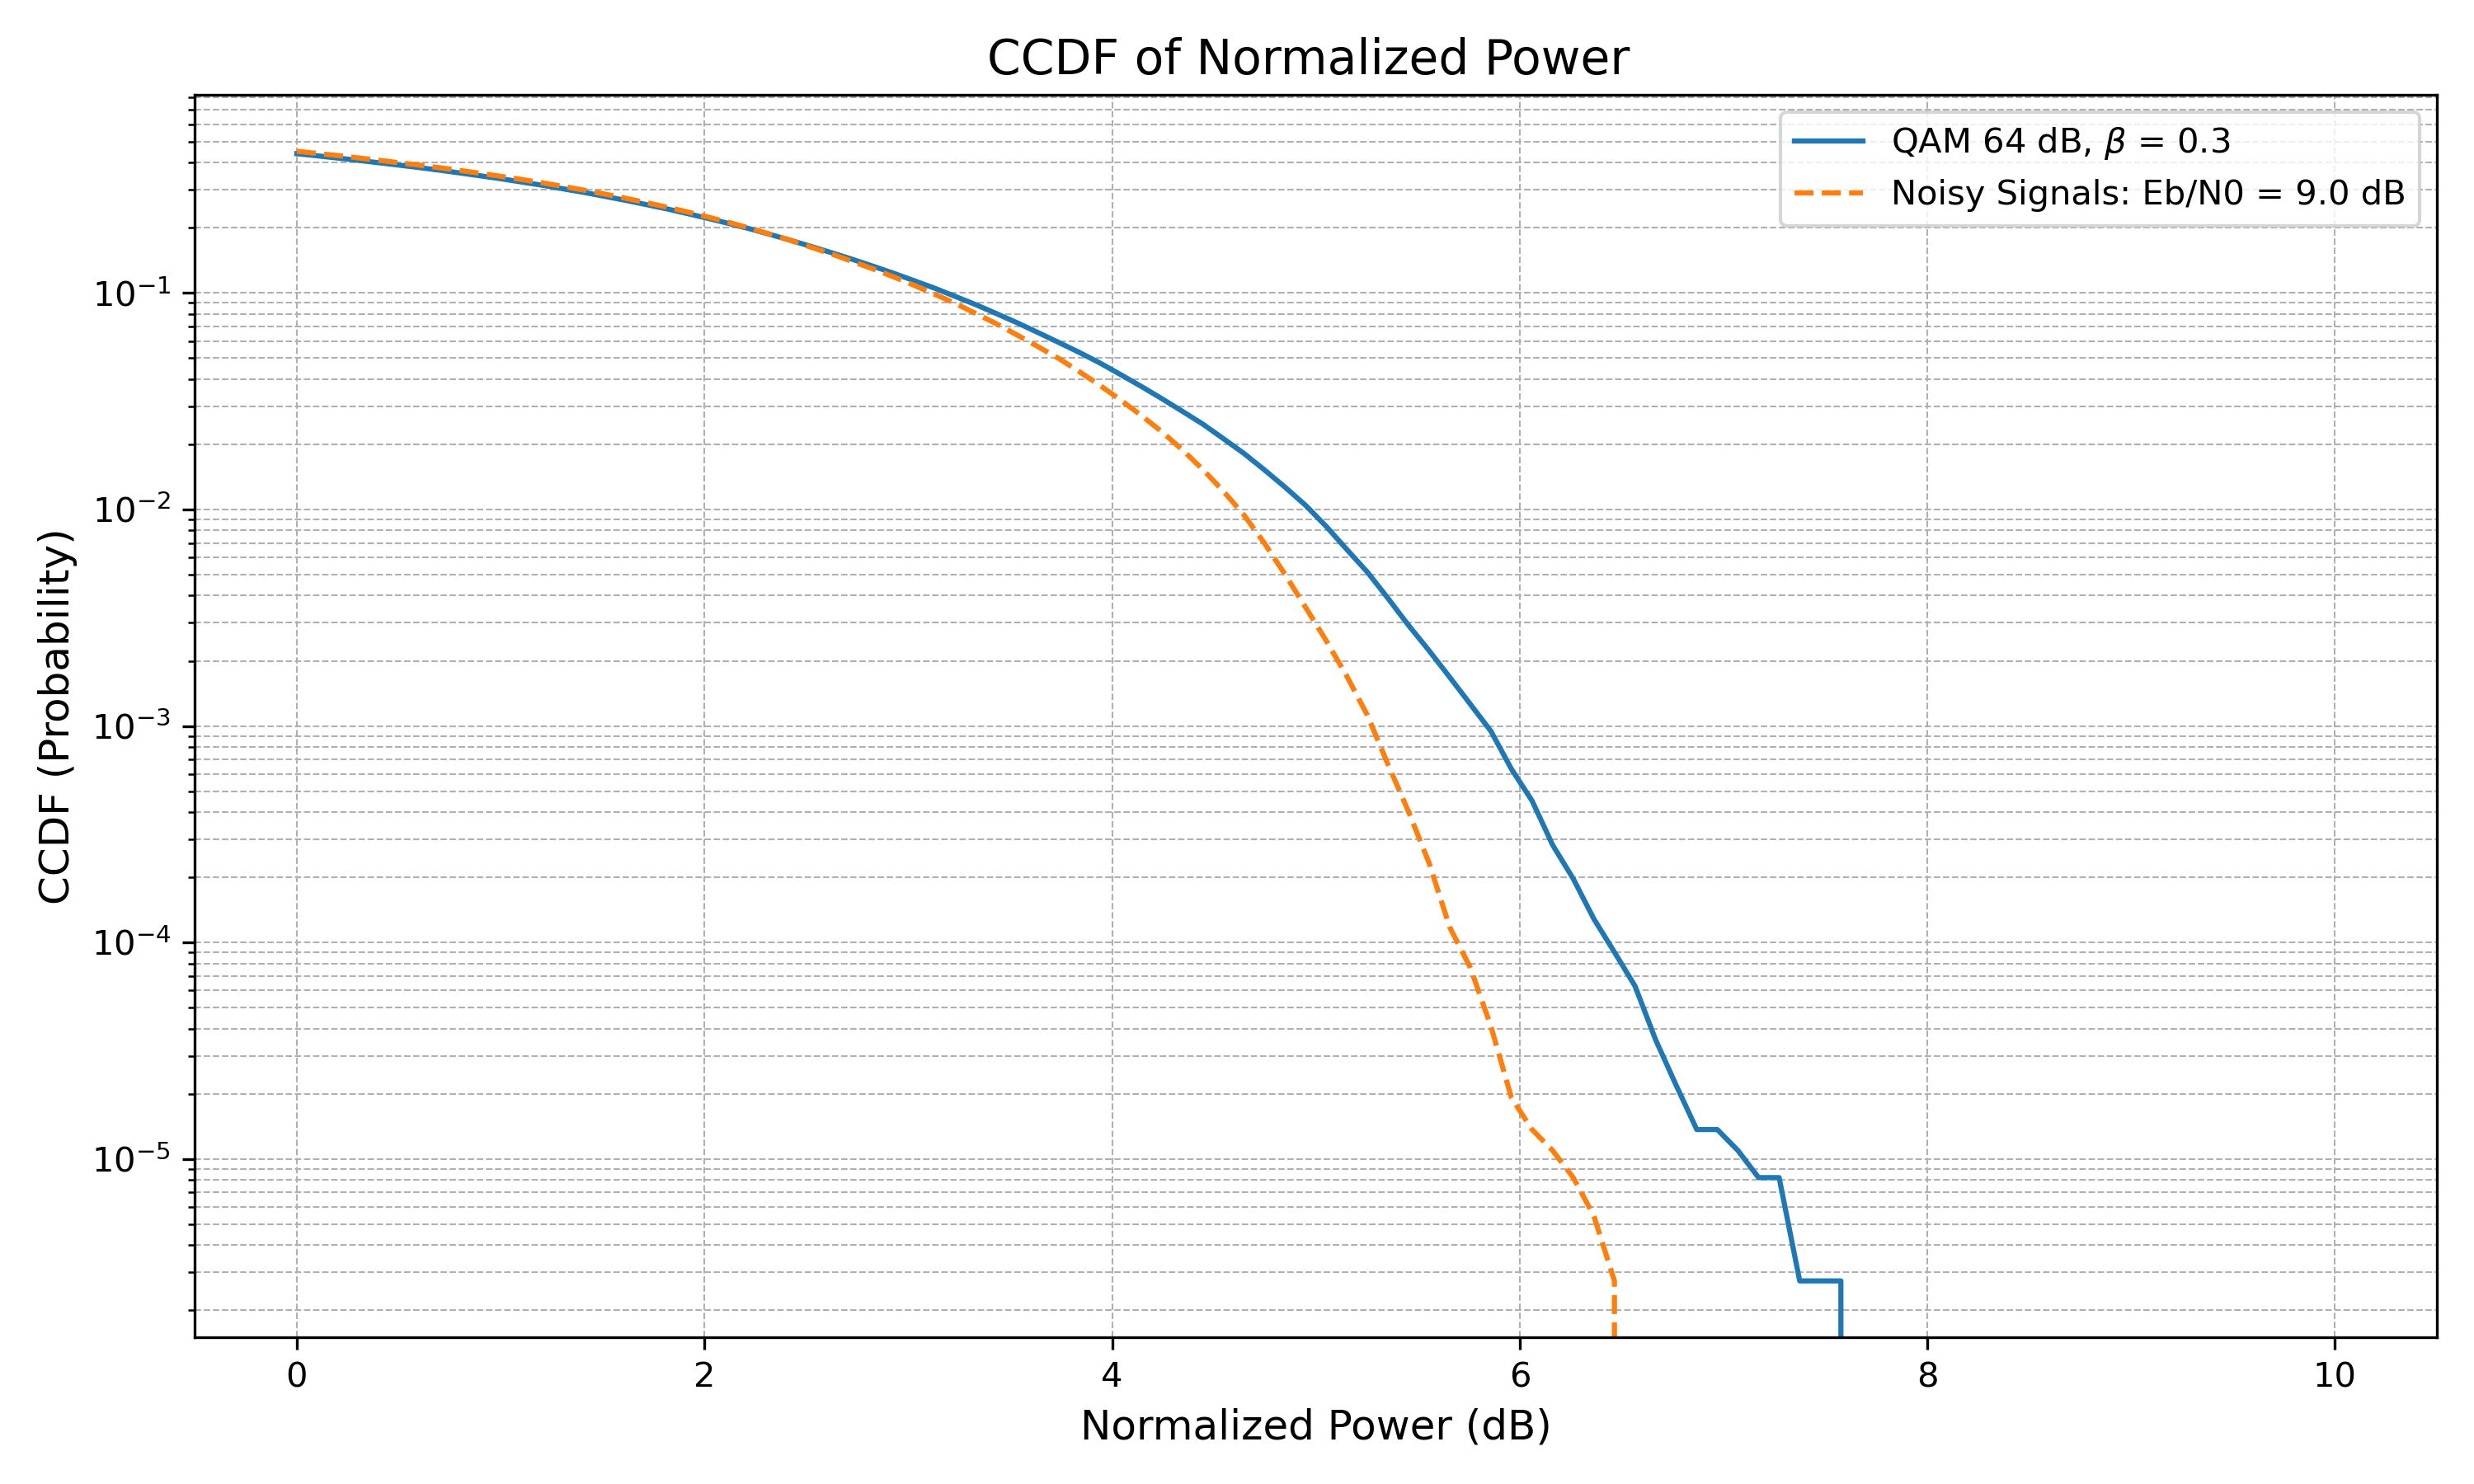 CCDF of Normalized Power
QAM 64 dB, β = 0.3
Noisy Signals: Eb/N0 = 9.0 dB
CCDF (Probability)
10⁻¹
10⁻²
10⁻³
10⁻⁴
10⁻⁵
0 2 4 6 8 10
Normalized Power (dB)